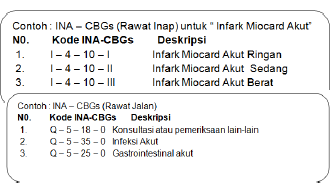 Contoh : INA – CBGs (Rawat Inap) untuk “ Infark Miocard Akut”
N0. Kode INA-CBGs Deskripsi
1. I – 4 – 10 – I Infark Miocard Akut Ringan
2. I – 4 – 10 – II Infark Miocard Akut Sedang
3. I – 4 – 10 – III Infark Miocard Akut Berat
Contoh : INA – CBGs (Rawat Jalan)
N0. Kode INA-CBGs Deskripsi
1. Q – 5 – 18 – 0 Konsultasi atau pemeriksaan lain-lain
2. Q – 5 – 35 – 0 Infeksi Akut
3. Q – 5 – 25 – 0 Gastrointestinal akut